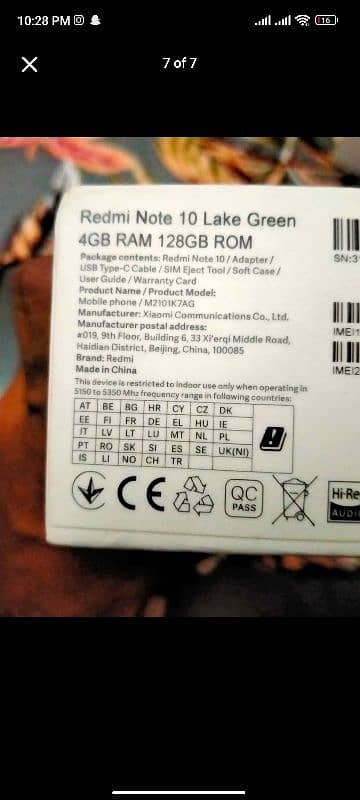 10:28 PM
16
7 of 7
Redmi Note 10 Lake Green
4GB RAM 128GB ROM
Package contents: Redmi Note 10 / Adapter /
USB Type-C Cable / SIM Eject Tool / Soft Case /
User Guide / Warranty Card
Product Name / Product Model:
Mobile phone / M2101K7AG
Manufacturer: Xiaomi Communications Co., Ltd.
Manufacturer postal address:
#019, 9th Floor, Building 6, 33 Xi'erqi Middle Road,
Haidian District, Beijing, China, 100085
Brand: Redmi
Made in China
This device is restricted to indoor use only when operating in
5150 to 5350 Mhz frequency range in following countries:
AT BE BG HR CY CZ DK
EE FI FR DE EL HU IE
IT LV LT LU MT NL PL
PT RO SK SI ES SE UK(NI)
IS LI NO CH TR
CE
QC
PASS
Hi-Re
AUDIO
SN:3
IMEI1
IMEI2